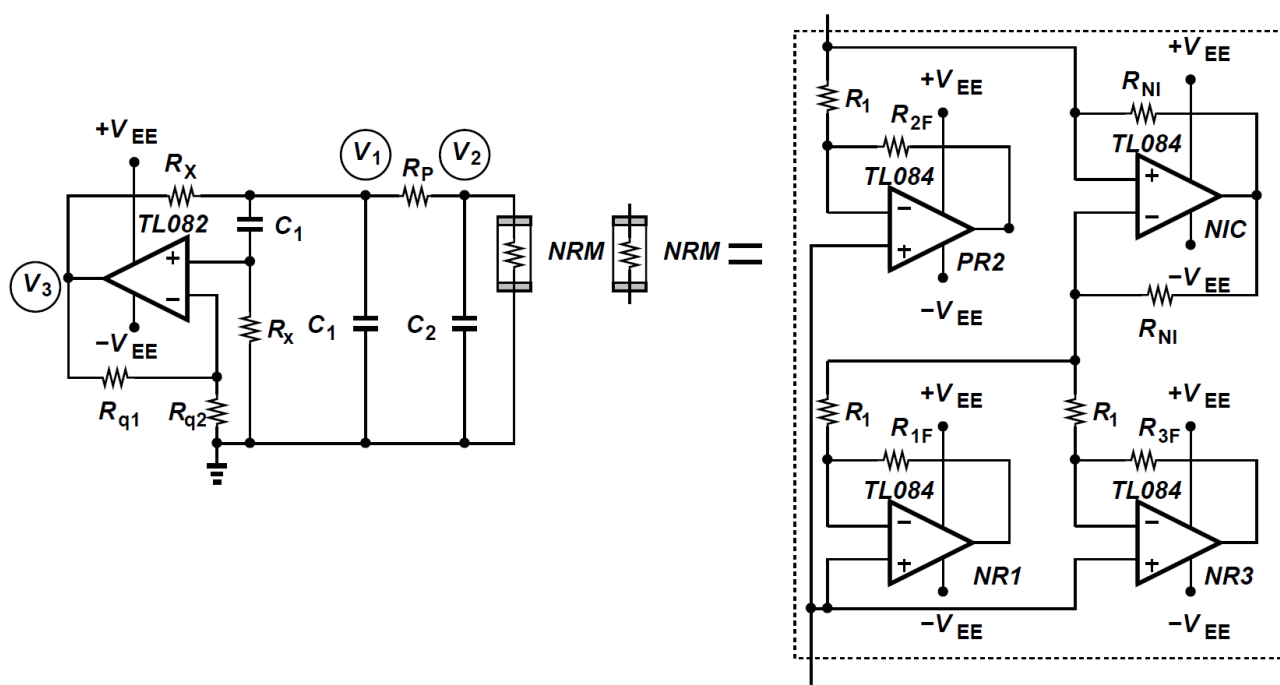 +V EE
R X
TL082
C 1
+
−
V 3
−V EE
R x
R q1
R q2
V 1
R P
V 2
C 1
C 2
NRM
NRM
R 1
+V EE
R 2F
TL084
−
+
PR2
−V EE
+V EE
R NI
TL084
+
−
NIC
−V EE
R NI
R 1
+V EE
R 1F
TL084
−
+
NR1
−V EE
R 1
+V EE
R 3F
TL084
−
+
NR3
−V EE